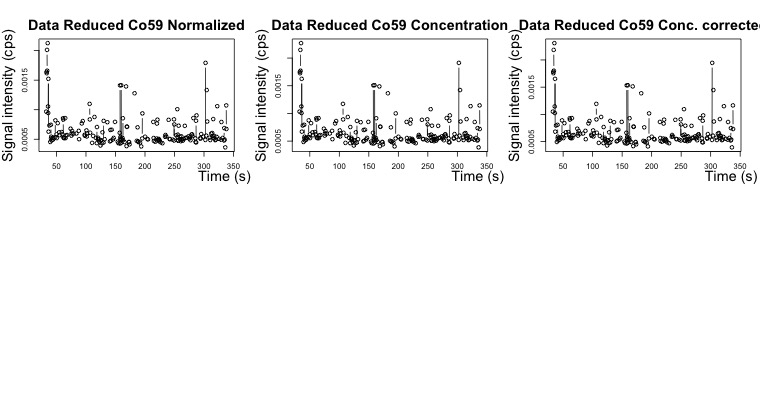 Data Reduced Co59 Normalized
Signal intensity (cps)
0.0005
0.0015
50 100 150 200 250 300 350
Time (s)
Data Reduced Co59 Concentration
Signal intensity (cps)
0.0005
0.0015
50 100 150 200 250 300 350
Time (s)
Data Reduced Co59 Conc. corrected
Signal intensity (cps)
0.0005
0.0015
50 100 150 200 250 300 350
Time (s)